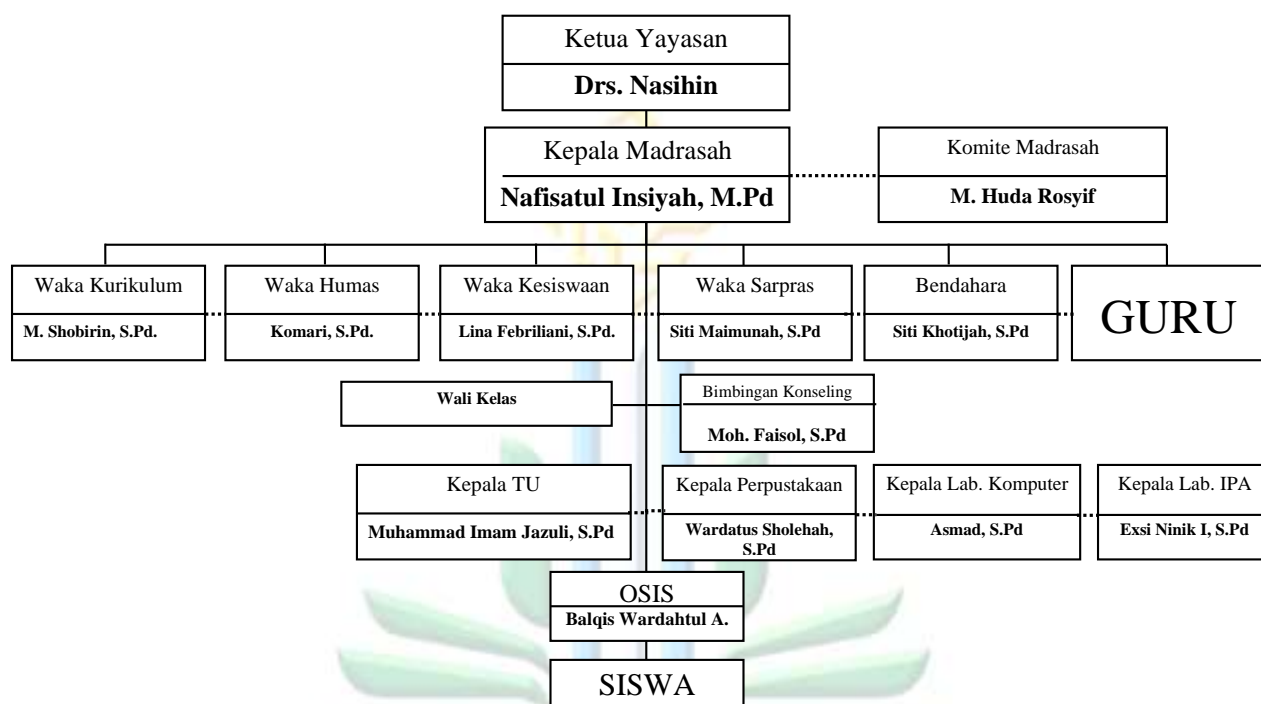 Ketua Yayasan
Drs. Nasihin
Kepala Madrasah
Nafisatul Insiyah, M.Pd
Komite Madrasah
M. Huda Rosyif
Waka Kurikulum
M. Shobirin, S.Pd.
Waka Humas
Komari, S.Pd.
Waka Kesiswaan
Lina Febriliani, S.Pd.
Waka Sarpras
Siti Maimunah, S.Pd
Bendahara
Siti Khotijah, S.Pd
GURU
Wali Kelas
Bimbingan Konseling
Moh. Faisol, S.Pd
Kepala TU
Muhammad Imam Jazuli, S.Pd
Kepala Perpustakaan
Wardatus Sholehah,
S.Pd
Kepala Lab. Komputer
Asmad, S.Pd
Kepala Lab. IPA
Exsi Ninik I, S.Pd
OSIS
Balqis Wardahtul A.
SISWA